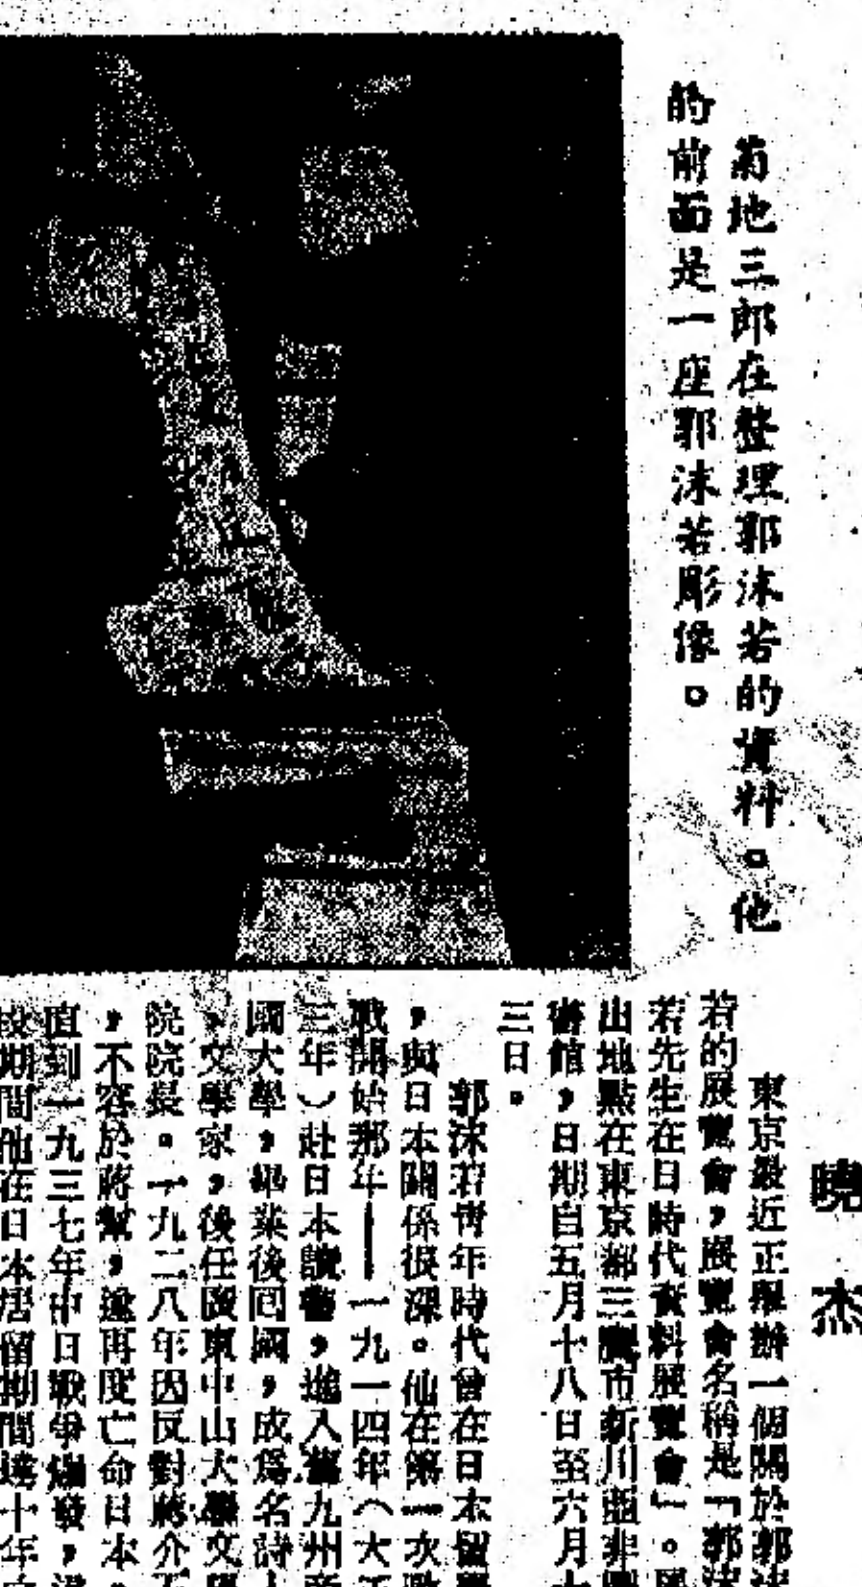 菊地三郎在整理郭沫若的資料。他
的前面是一座郭沫若彫像。
曉杰
東京最近正舉辦一個關於郭沫
若的展覽會，展覽會名稱是「郭沫
若先生在日時代資料展覽會」。展
出地點在東京都三鷹市新川亞非圖
書館，日期自五月十八日至六月十
三日。
郭沫若青年時代曾在日本留學
，與日本關係很深。他在第一次歐
戰開始那年——一九一四年（大正
三年）赴日本讀書，進入舊九州帝
國大學，畢業後回國，成爲名詩人
，文學家，後任廣東中山大學文學
院院長。一九二八年因反對蔣介石
，不容於蔣幫，遂再度亡命日本。
直到一九三七年中日戰爭爆發，
段期間他在日本居留期間達十年